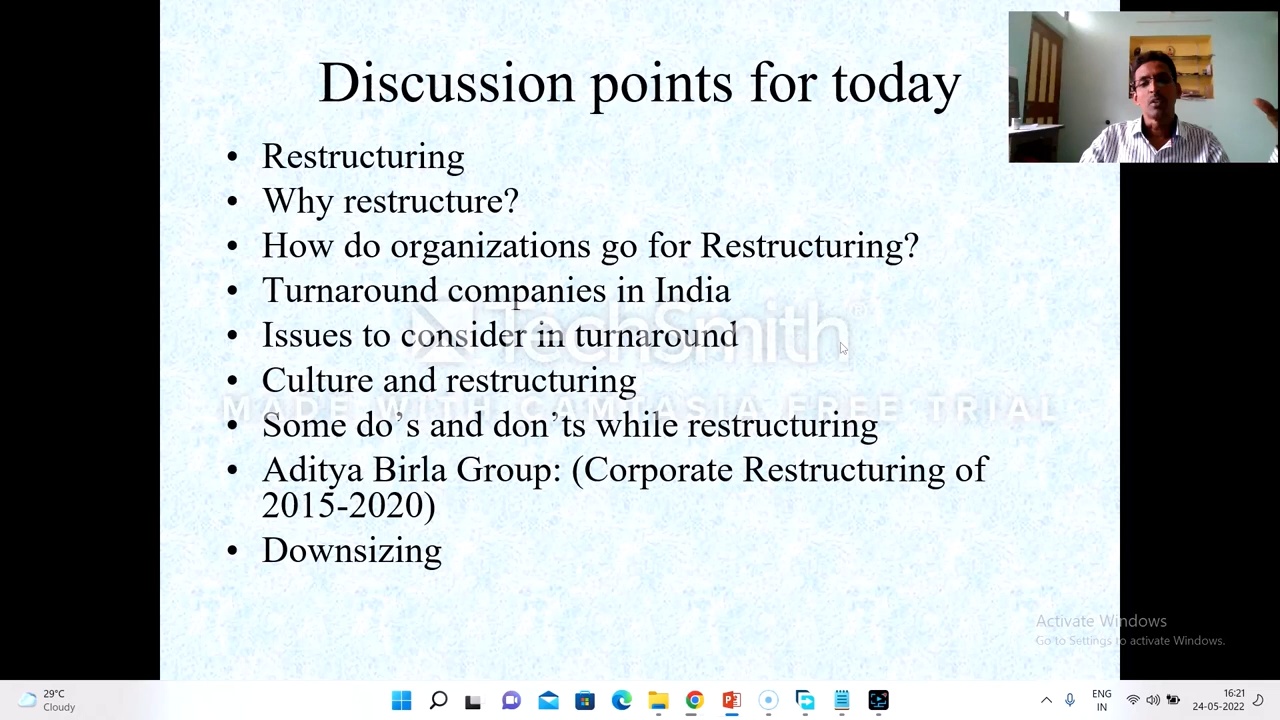 Discussion points for today
• Restructuring
• Why restructure?
• How do organizations go for Restructuring?
• Turnaround companies in India
• Issues to consider in turnaround
• Culture and restructuring
• Some do’s and don’ts while restructuring
• Aditya Birla Group: (Corporate Restructuring of
2015-2020)
• Downsizing
TechSmith
MADE WITH CAMTASIA FREE TRIAL
Activate Windows
Go to Settings to activate Windows.
29°C
Cloudy
ENG
IN
24-05-2022